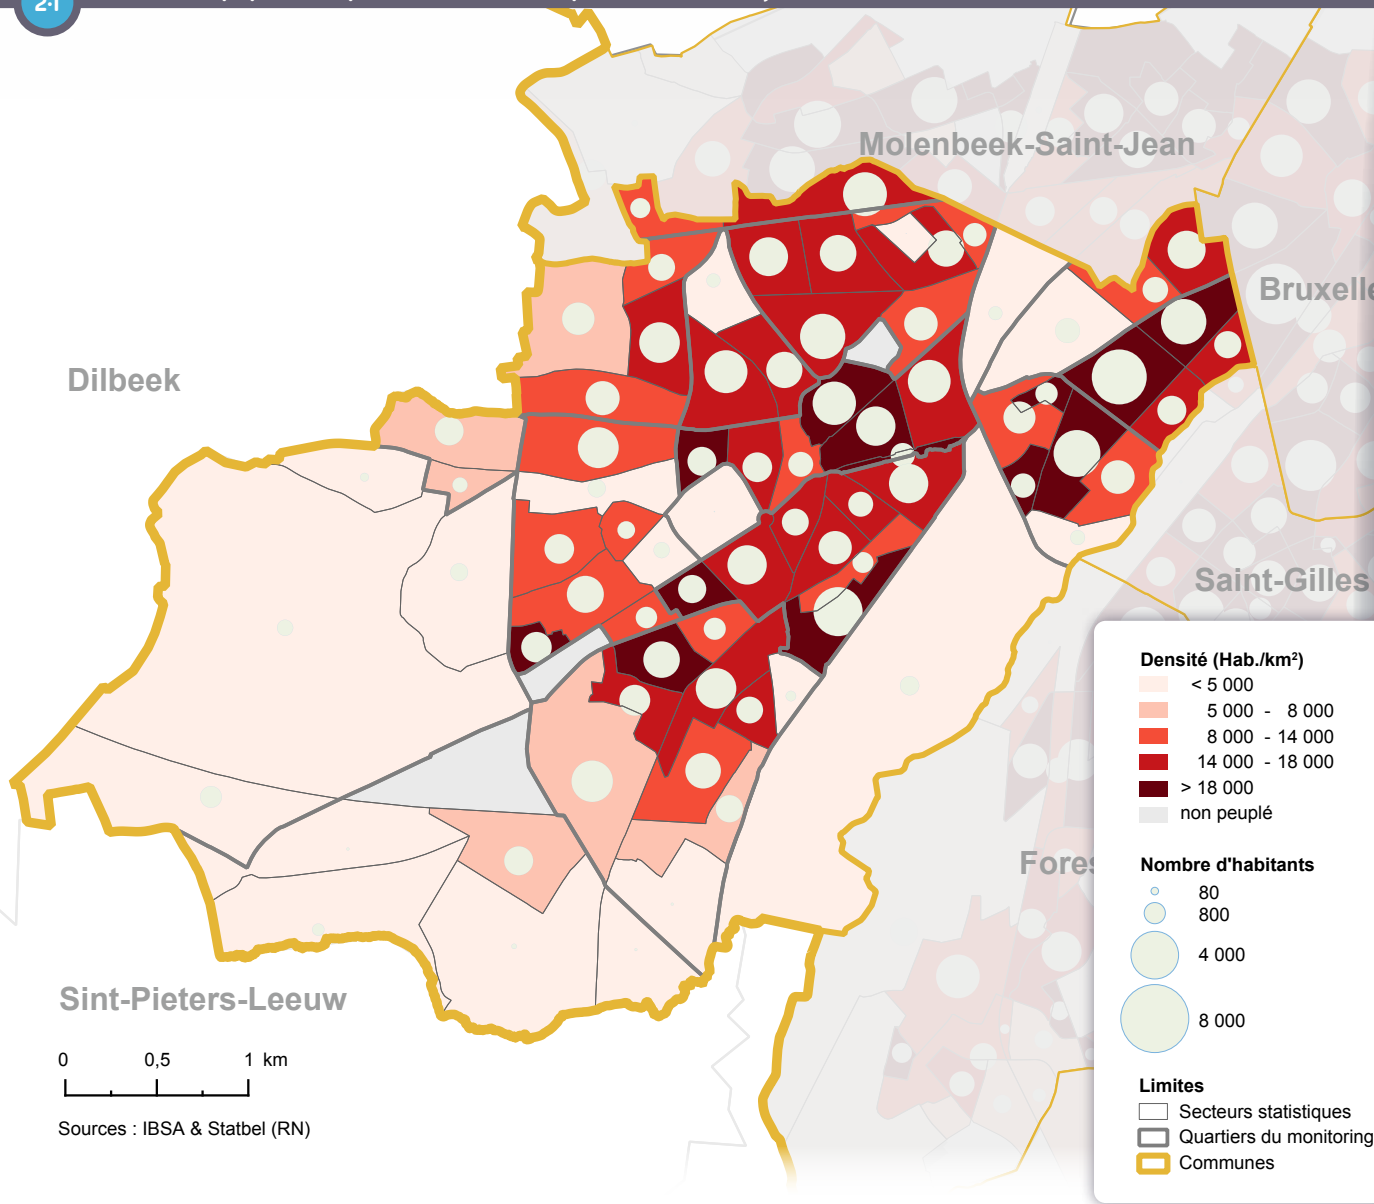 2.1
Molenbeek-Saint-Jean
Bruxelle
Dilbeek
Saint-Gilles
Fores
Sint-Pieters-Leeuw
0 0,5 1 km
Sources : IBSA & Statbel (RN)
Densité (Hab./km²)
< 5 000
5 000 - 8 000
8 000 - 14 000
14 000 - 18 000
> 18 000
non peuplé
Nombre d'habitants
80
800
4 000
8 000
Limites
Secteurs statistiques
Quartiers du monitoring
Communes